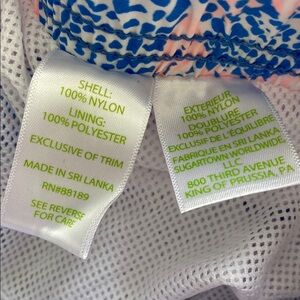 SHELL:
100% NYLON
LINING:
100% POLYESTER
EXCLUSIVE OF TRIM
MADE IN SRI LANKA
RN#88189
SEE REVERSE
FOR CARE
EXTERIEUR
100% NYLON
DOUBLURE
100% POLYESTER
EXCLUSIF DE L'ÉQUILIBRE
FABRIQUE EN SRI LANKA
SUGARTOWN WORLDWIDE
LLC
800 THIRD AVENUE
KING OF PRUSSIA, PA